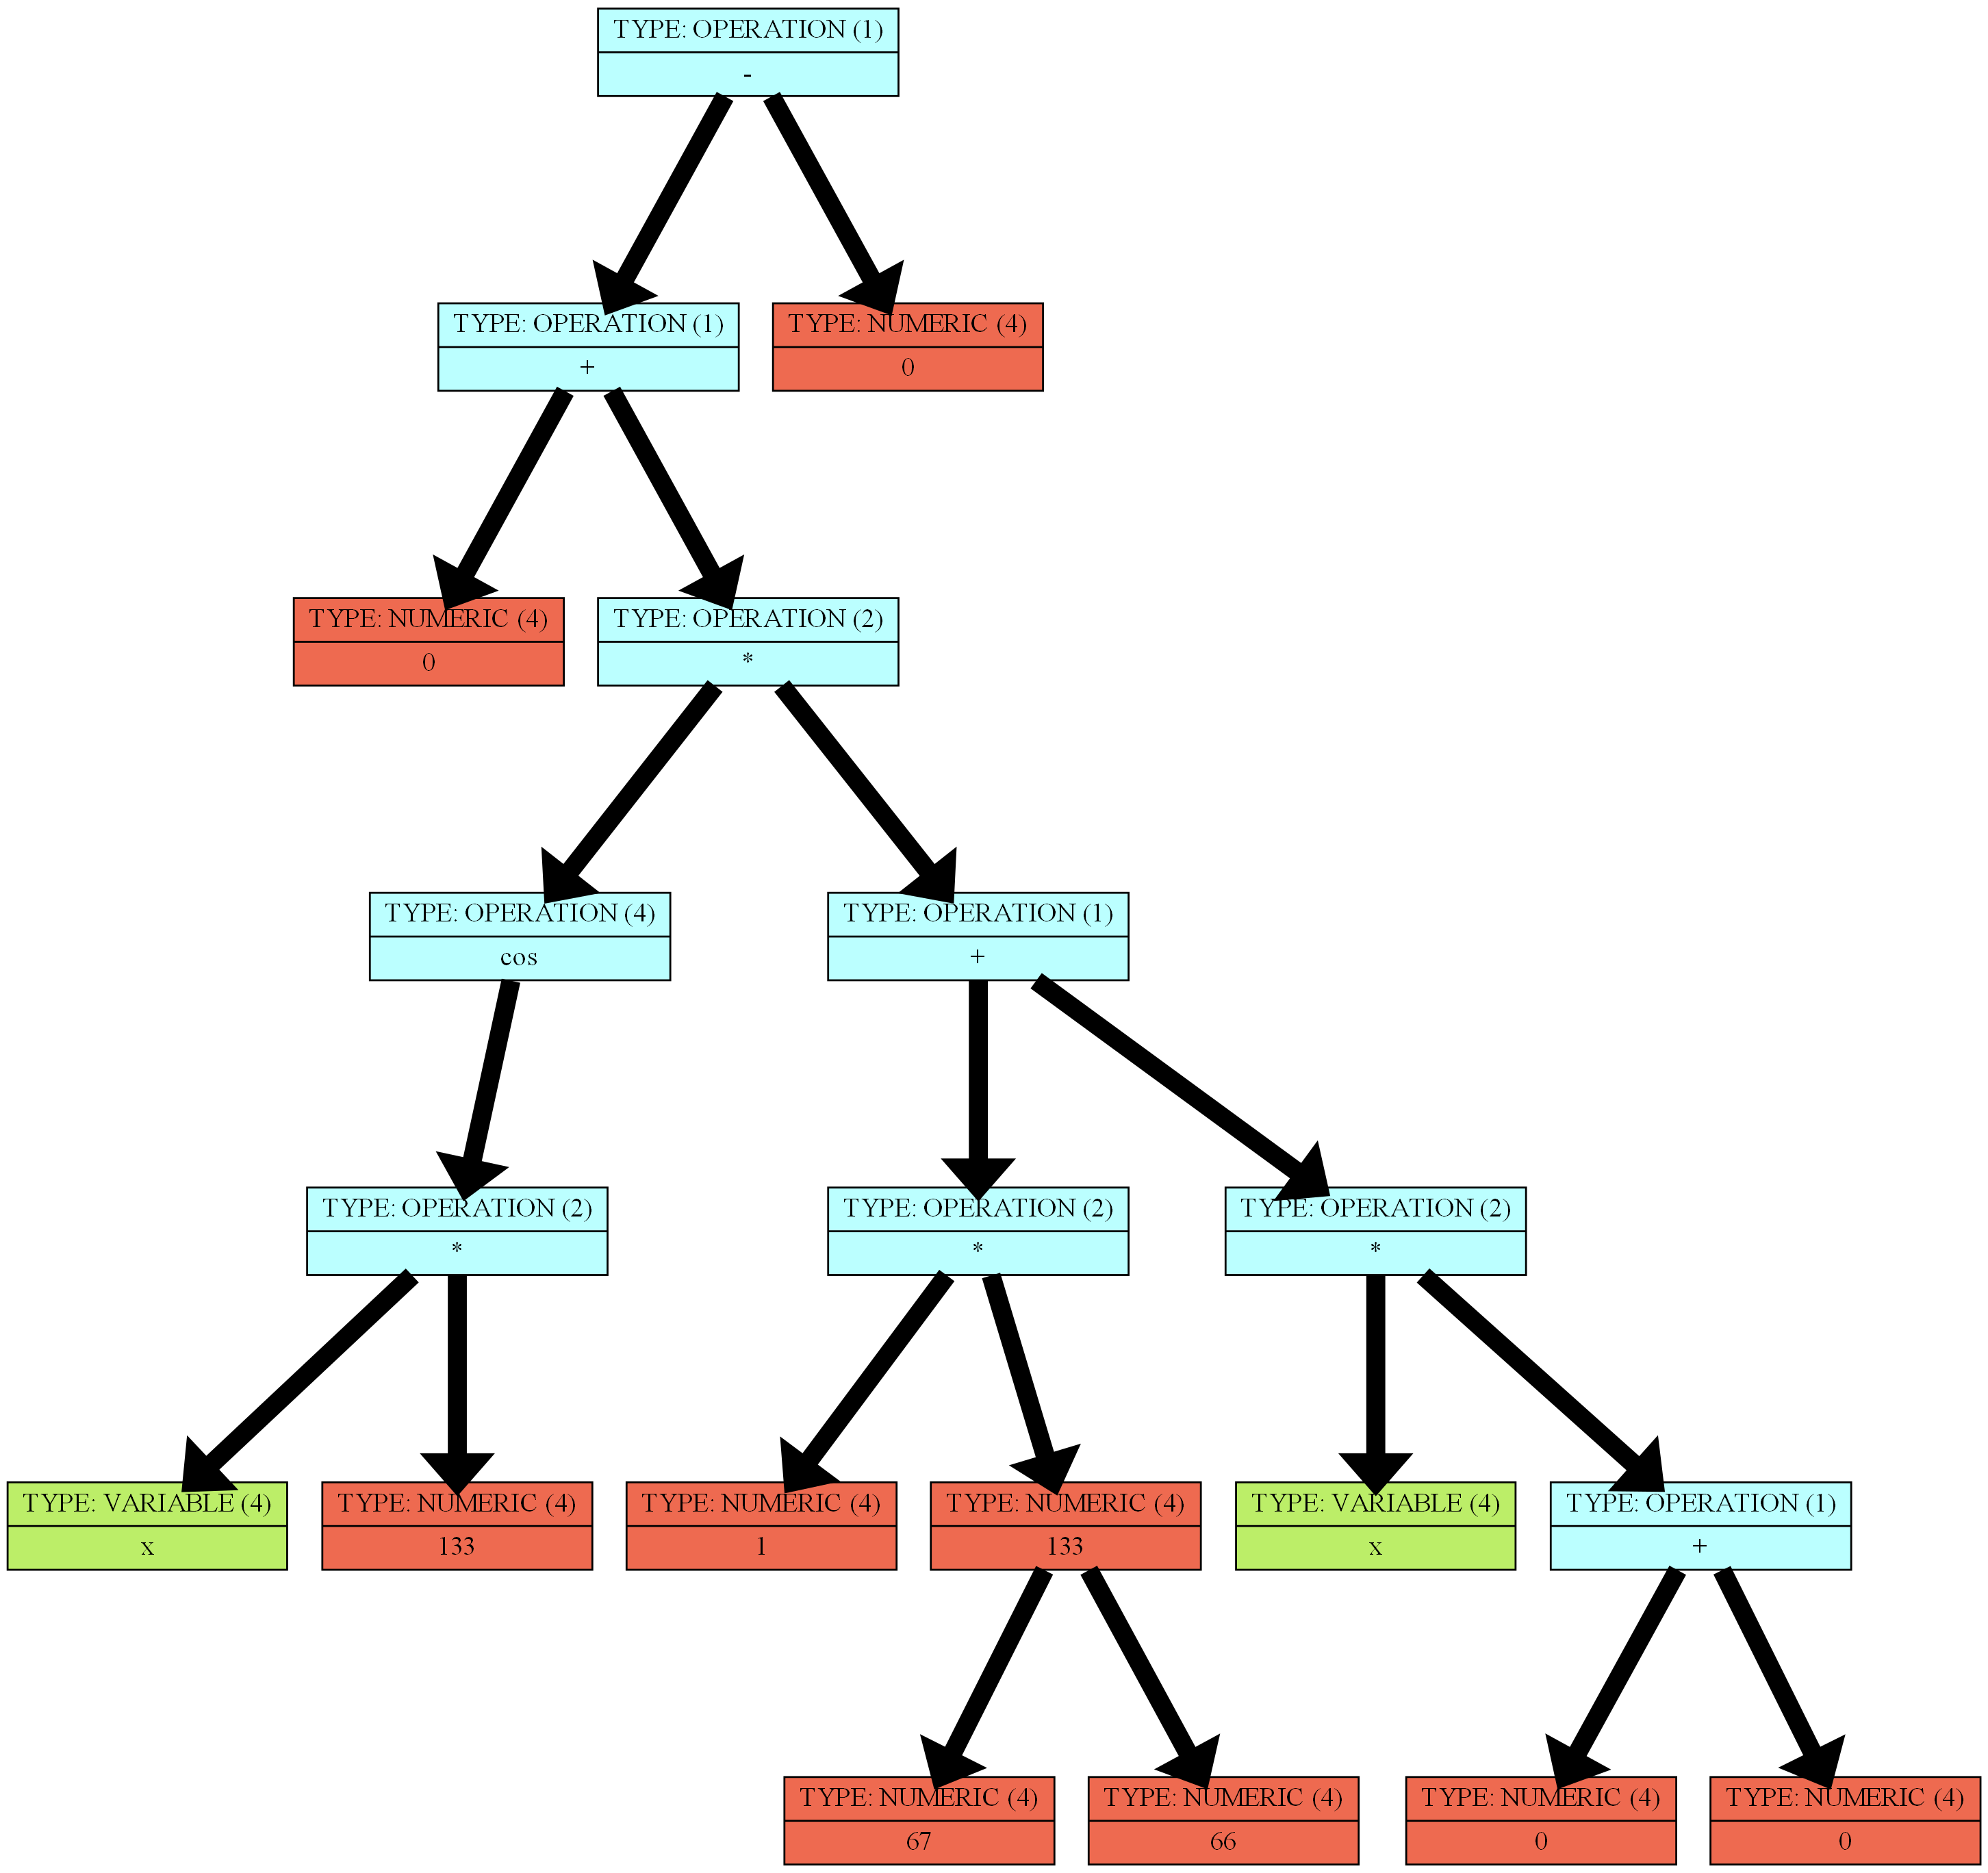 TYPE: OPERATION (1)
-
TYPE: OPERATION (1)
+
TYPE: NUMERIC (4)
0
TYPE: NUMERIC (4)
0
TYPE: OPERATION (2)
*
TYPE: OPERATION (4)
cos
TYPE: OPERATION (1)
+
TYPE: OPERATION (2)
*
TYPE: OPERATION (2)
*
TYPE: OPERATION (2)
*
TYPE: VARIABLE (4)
x
TYPE: NUMERIC (4)
133
TYPE: NUMERIC (4)
1
TYPE: NUMERIC (4)
133
TYPE: VARIABLE (4)
x
TYPE: OPERATION (1)
+
TYPE: NUMERIC (4)
67
TYPE: NUMERIC (4)
66
TYPE: NUMERIC (4)
0
TYPE: NUMERIC (4)
0